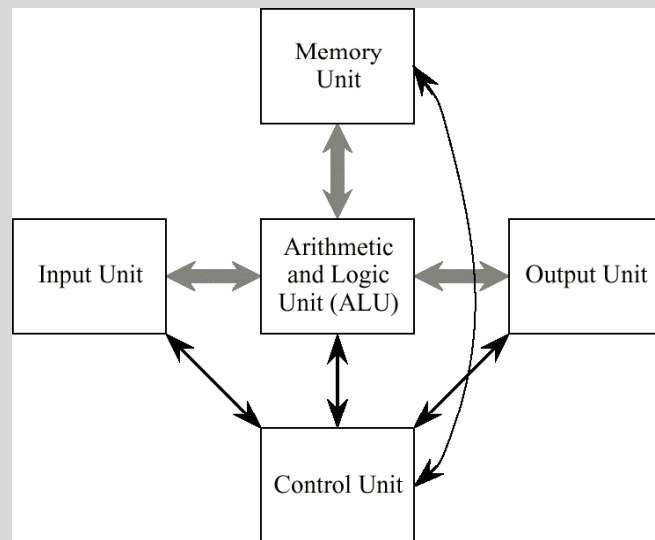 Memory
Unit
Input Unit
Arithmetic
and Logic
Unit (ALU)
Output Unit
Control Unit